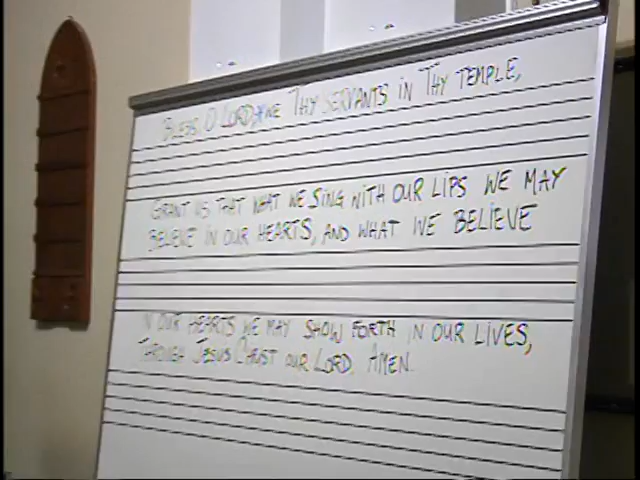 BLESS, O LORD, WE THY SERVANTS IN THY TEMPLE,
GRANT US THAT WHAT WE SING WITH OUR LIPS WE MAY
BELIEVE IN OUR HEARTS, AND WHAT WE BELIEVE
IN OUR HEARTS WE MAY SHOW FORTH IN OUR LIVES,
THROUGH JESUS CHRIST OUR LORD. AMEN.